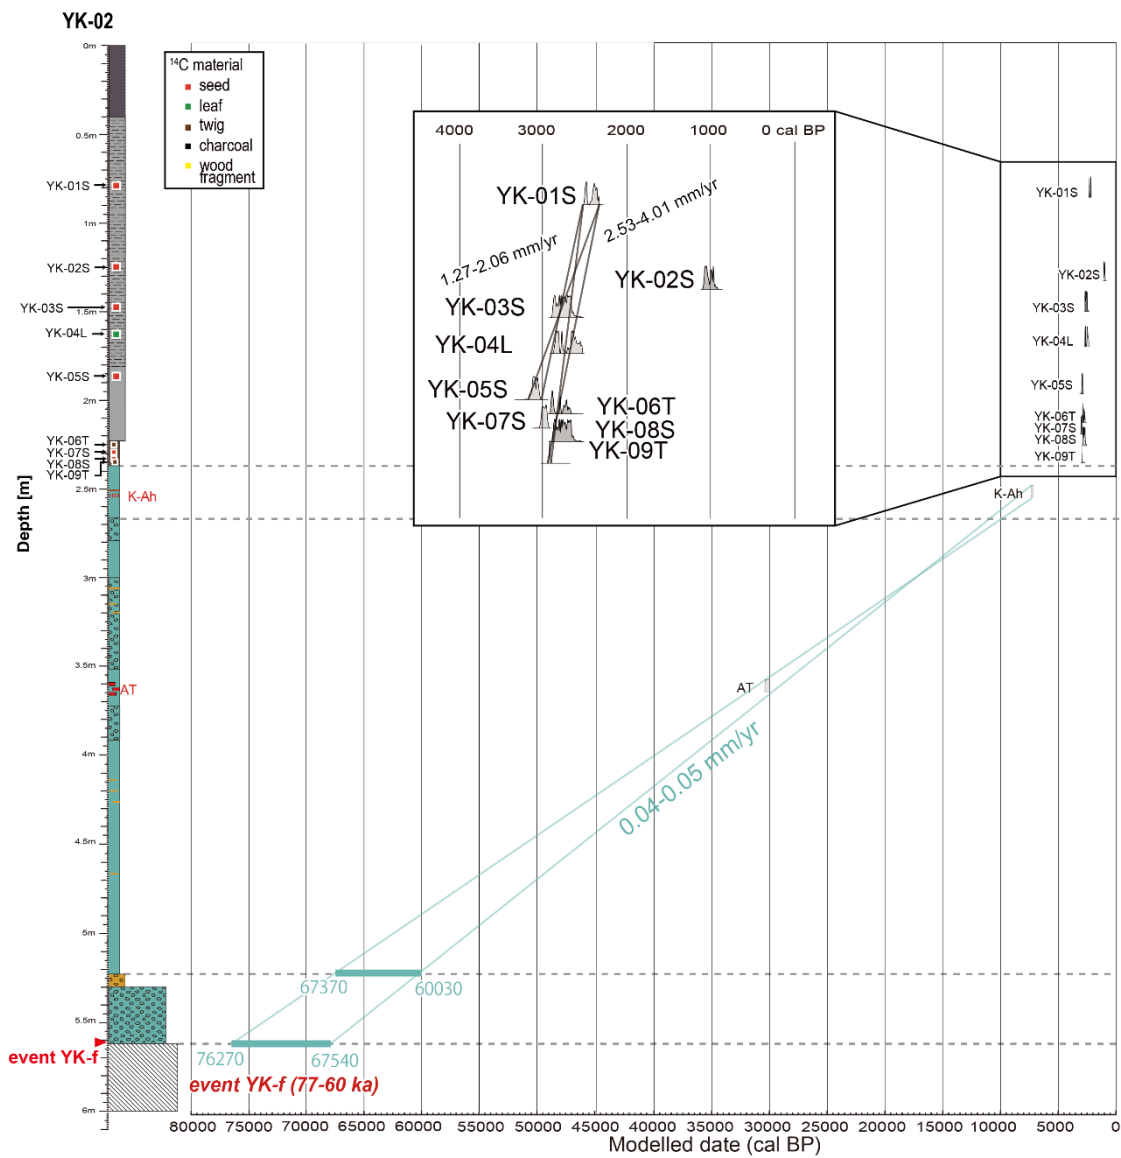 YK-02
0m
0.5m
1m
1.5m
2m
2.5m
3m
3.5m
4m
4.5m
5m
5.5m
6m
Depth [m]
14C material
seed
leaf
twig
charcoal
wood
fragment
YK-01S
YK-02S
YK-03S
YK-04L
YK-05S
YK-06T
YK-07S
YK-08S
YK-09T
K-Ah
AT
event YK-f
4000 3000 2000 1000 0 cal BP
YK-01S
2.53-4.01 mm/yr
1.27-2.06 mm/yr
YK-02S
YK-03S
YK-04L
YK-05S
YK-06T
YK-07S
YK-08S
YK-09T
YK-01S
YK-02S
YK-03S
YK-04L
YK-05S
YK-06T
YK-07S
YK-08S
YK-09T
K-Ah
AT
0.04-0.05 mm/yr
67370 60030
76270 67540
event YK-f (77-60 ka)
80000 75000 70000 65000 60000 55000 50000 45000 40000 35000 30000 25000 20000 15000 10000 5000 0
Modelled date (cal BP)